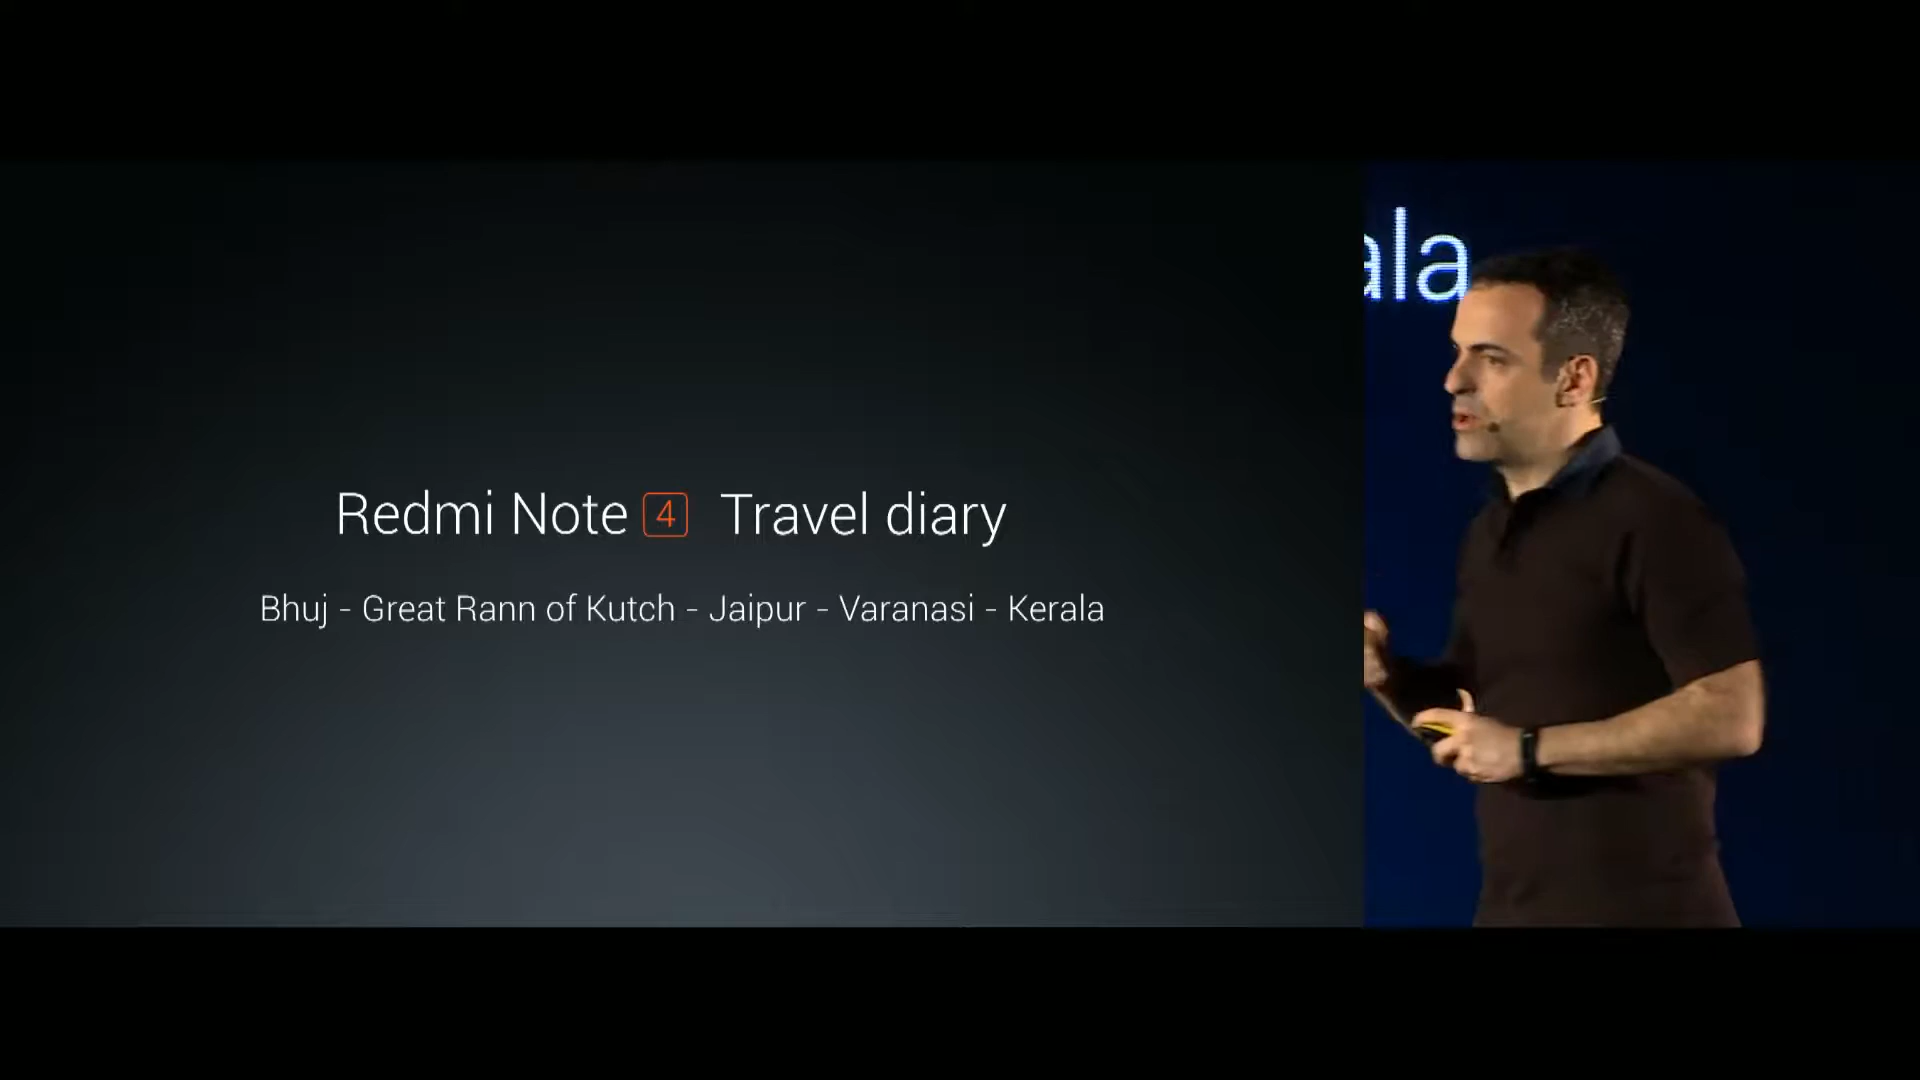 Redmi Note 4 Travel diary
Bhuj - Great Rann of Kutch - Jaipur - Varanasi - Kerala
ala